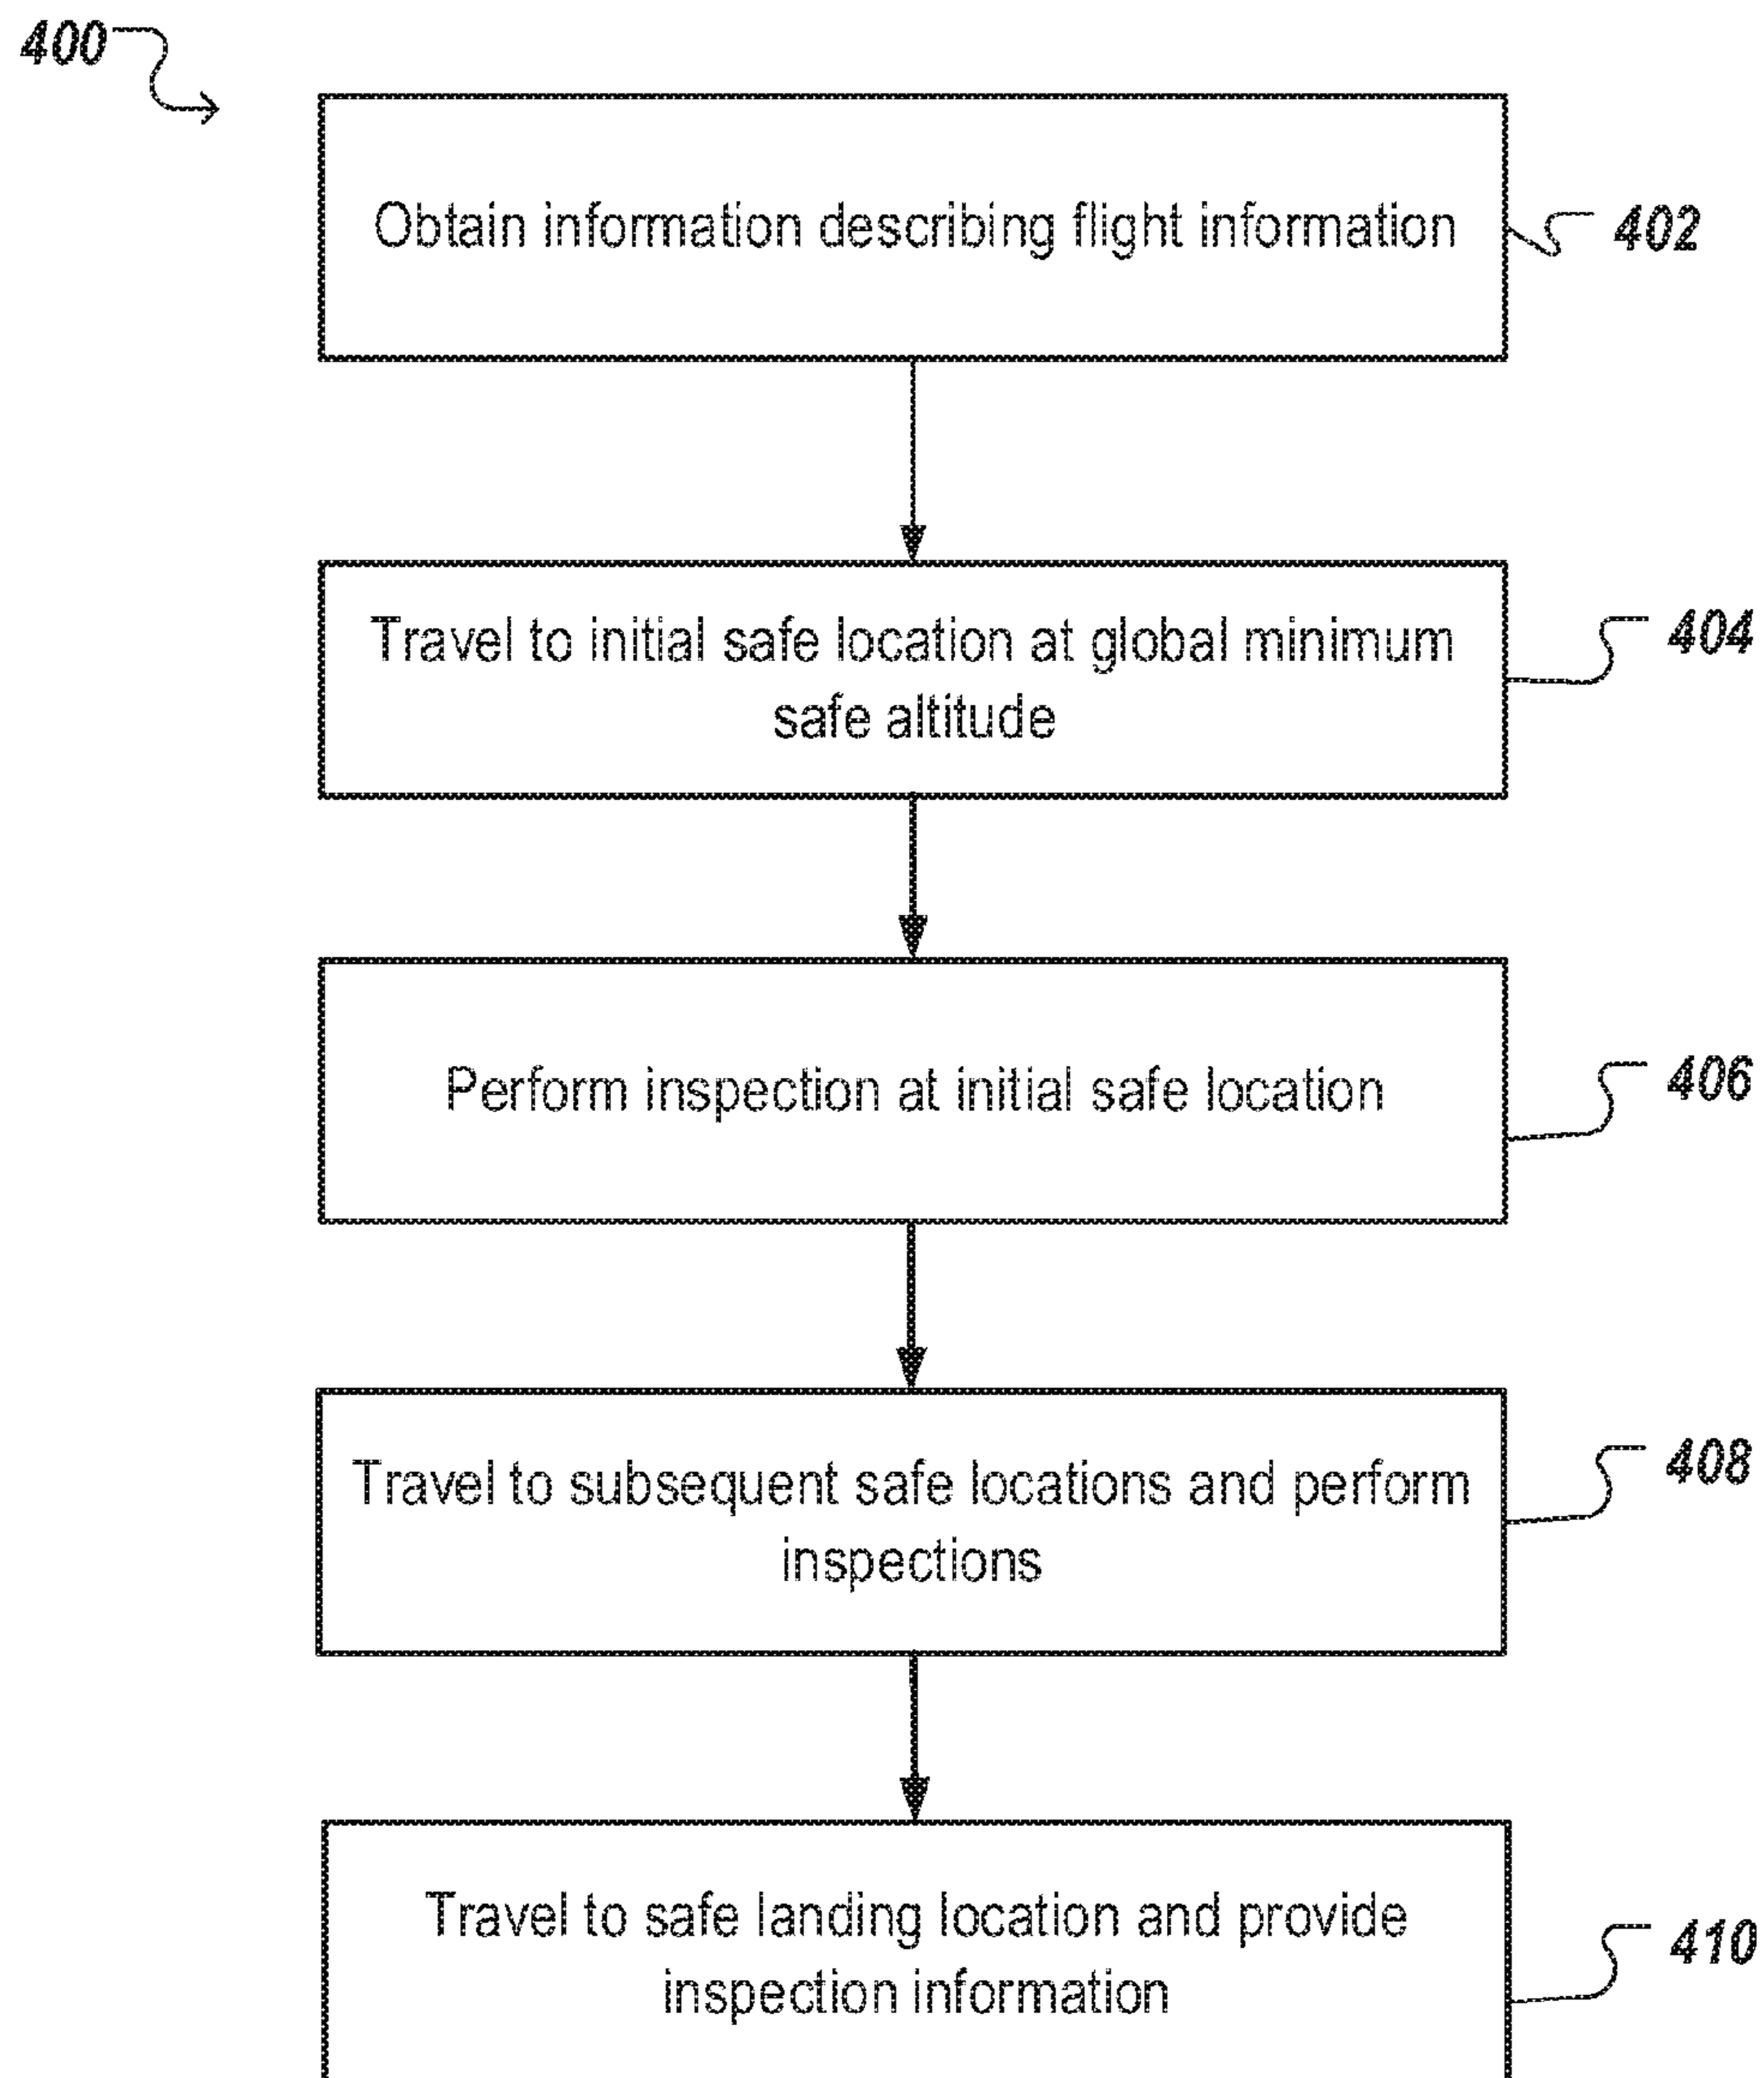 400
Obtain information describing flight information
402
Travel to initial safe location at global minimum
safe altitude
404
Perform inspection at initial safe location
406
Travel to subsequent safe locations and perform
inspections
408
Travel to safe landing location and provide
inspection information
410